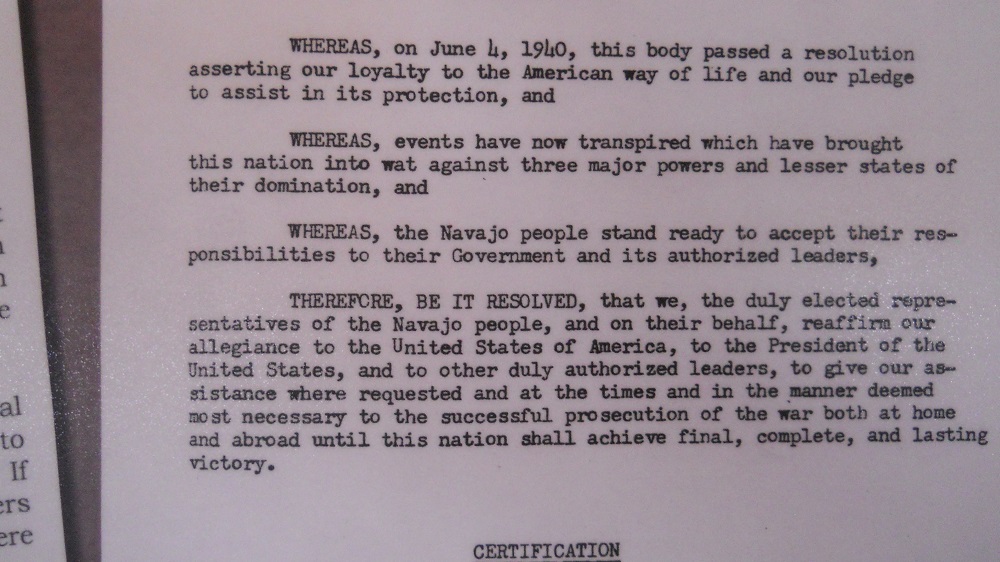 WHEREAS, on June 4, 1940, this body passed a resolution
asserting our loyalty to the American way of life and our pledge
to assist in its protection, and
WHEREAS, events have now transpired which have brought
this nation into wat against three major powers and lesser states of
their domination, and
WHEREAS, the Navajo people stand ready to accept their res-
ponsibilities to their Government and its authorized leaders,
THEREFORE, BE IT RESOLVED, that we, the duly elected repre-
sentatives of the Navajo people, and on their behalf, reaffirm our
allegiance to the United States of America, to the President of the
United States, and to other duly authorized leaders, to give our as-
sistance where requested and at the times and in the manner deemed
most necessary to the successful prosecution of the war both at home
and abroad until this nation shall achieve final, complete, and lasting
victory.
CERTIFICATION
al
to
If
ers
ere